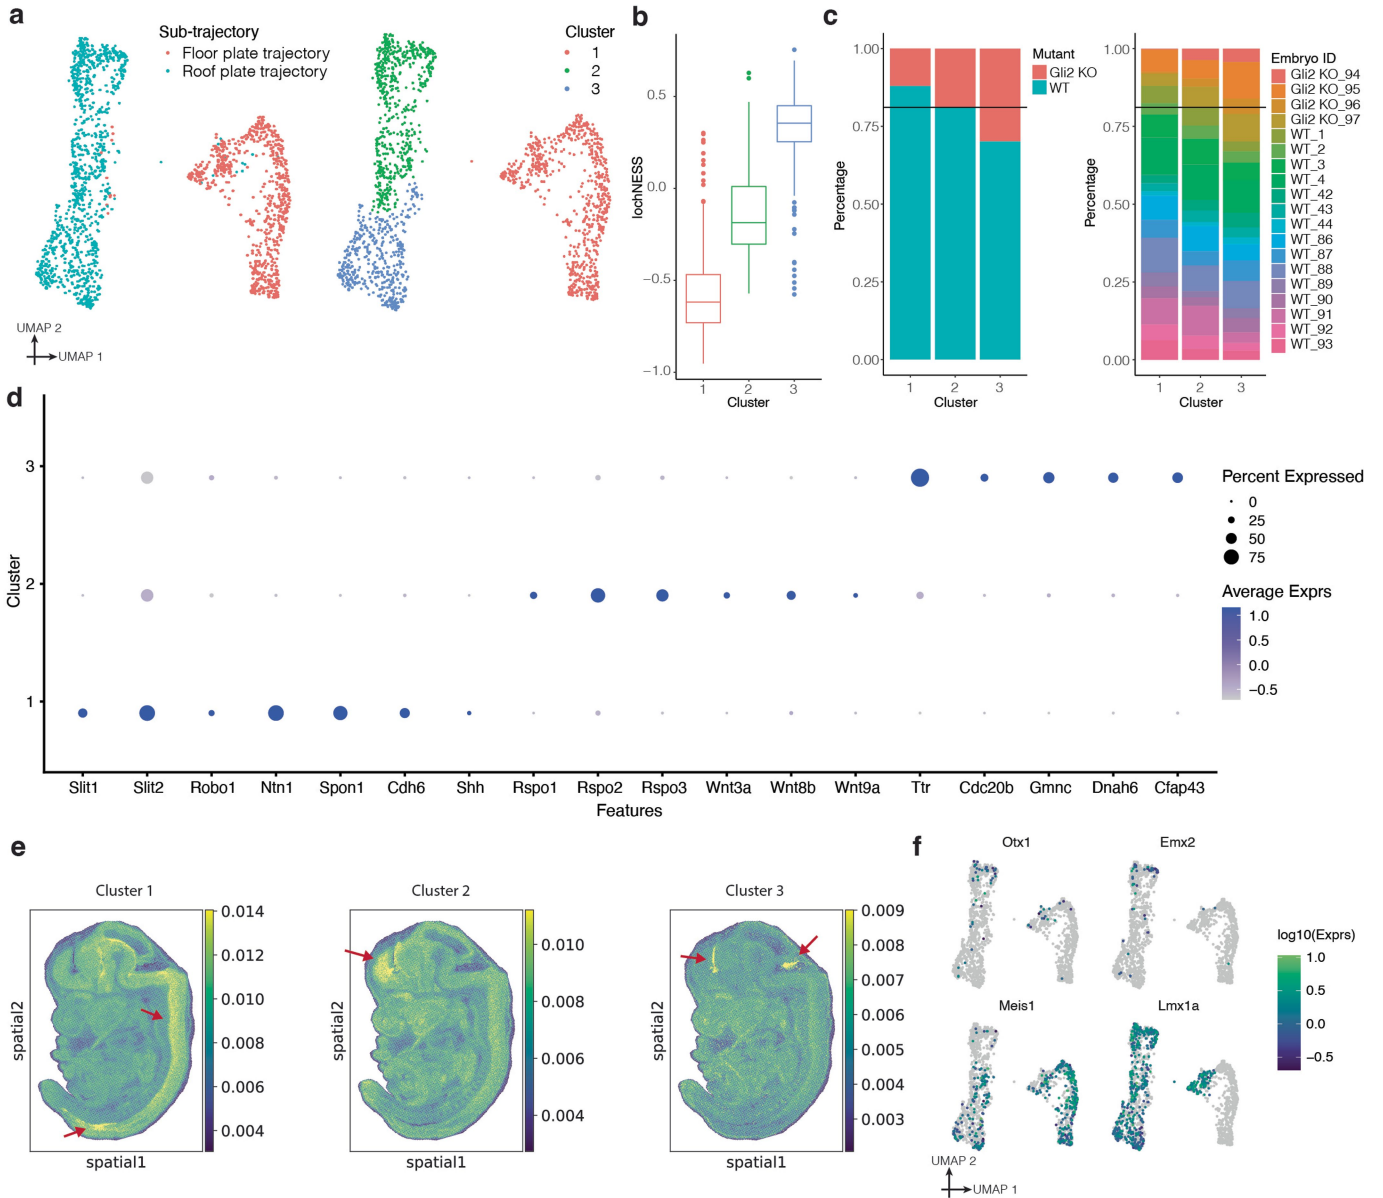 a
Sub-trajectory
Floor plate trajectory
Roof plate trajectory
Cluster
1
2
3
UMAP 2
UMAP 1
b
lochNESS
0.5
0.0
−0.5
−1.0
1 2 3
Cluster
c
Percentage
1.00
0.75
0.50
0.25
0.00
1 2 3
Cluster
Mutant
Gli2 KO
WT
Percentage
1.00
0.75
0.50
0.25
0.00
1 2 3
Cluster
Embryo ID
Gli2 KO_94
Gli2 KO_95
Gli2 KO_96
Gli2 KO_97
WT_1
WT_2
WT_3
WT_4
WT_42
WT_43
WT_44
WT_86
WT_87
WT_88
WT_89
WT_90
WT_91
WT_92
WT_93
d
Cluster
3
2
1
Slit1 Slit2 Robo1 Ntn1 Spon1 Cdh6 Shh Rspo1 Rspo2 Rspo3 Wnt3a Wnt8b Wnt9a Ttr Cdc20b Gmnc Dnah6 Cfap43
Features
Percent Expressed
0
25
50
75
Average Exprs
1.0
0.5
0.0
−0.5
e
Cluster 1
spatial2
spatial1
0.014
0.012
0.010
0.008
0.006
0.004
Cluster 2
spatial2
spatial1
0.010
0.008
0.006
0.004
Cluster 3
spatial2
spatial1
0.009
0.008
0.007
0.006
0.005
0.004
0.003
f
Otx1
Emx2
Meis1
Lmx1a
log10(Exprs)
1.0
0.5
0.0
−0.5
UMAP 2
UMAP 1